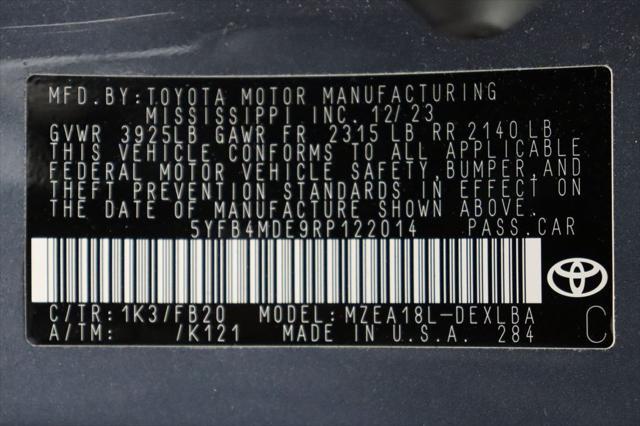 MFD. BY: TOYOTA MOTOR MANUFACTURING
MISSISSIPPI INC. 12/23
GVWR 3925LB GAWR FR 2315 LB RR 2140 LB
THIS VEHICLE CONFORMS TO ALL APPLICABLE
FEDERAL MOTOR VEHICLE SAFETY, BUMPER, AND
THEFT PREVENTION STANDARDS IN EFFECT ON
THE DATE OF MANUFACTURE SHOWN ABOVE.
5YFB4MDE9RP122014 PASS. CAR
C/TR: 1K3/FB20 MODEL: MZEA18L-DEXLBA
A/TM: /K121 MADE IN U.S.A. 284 C